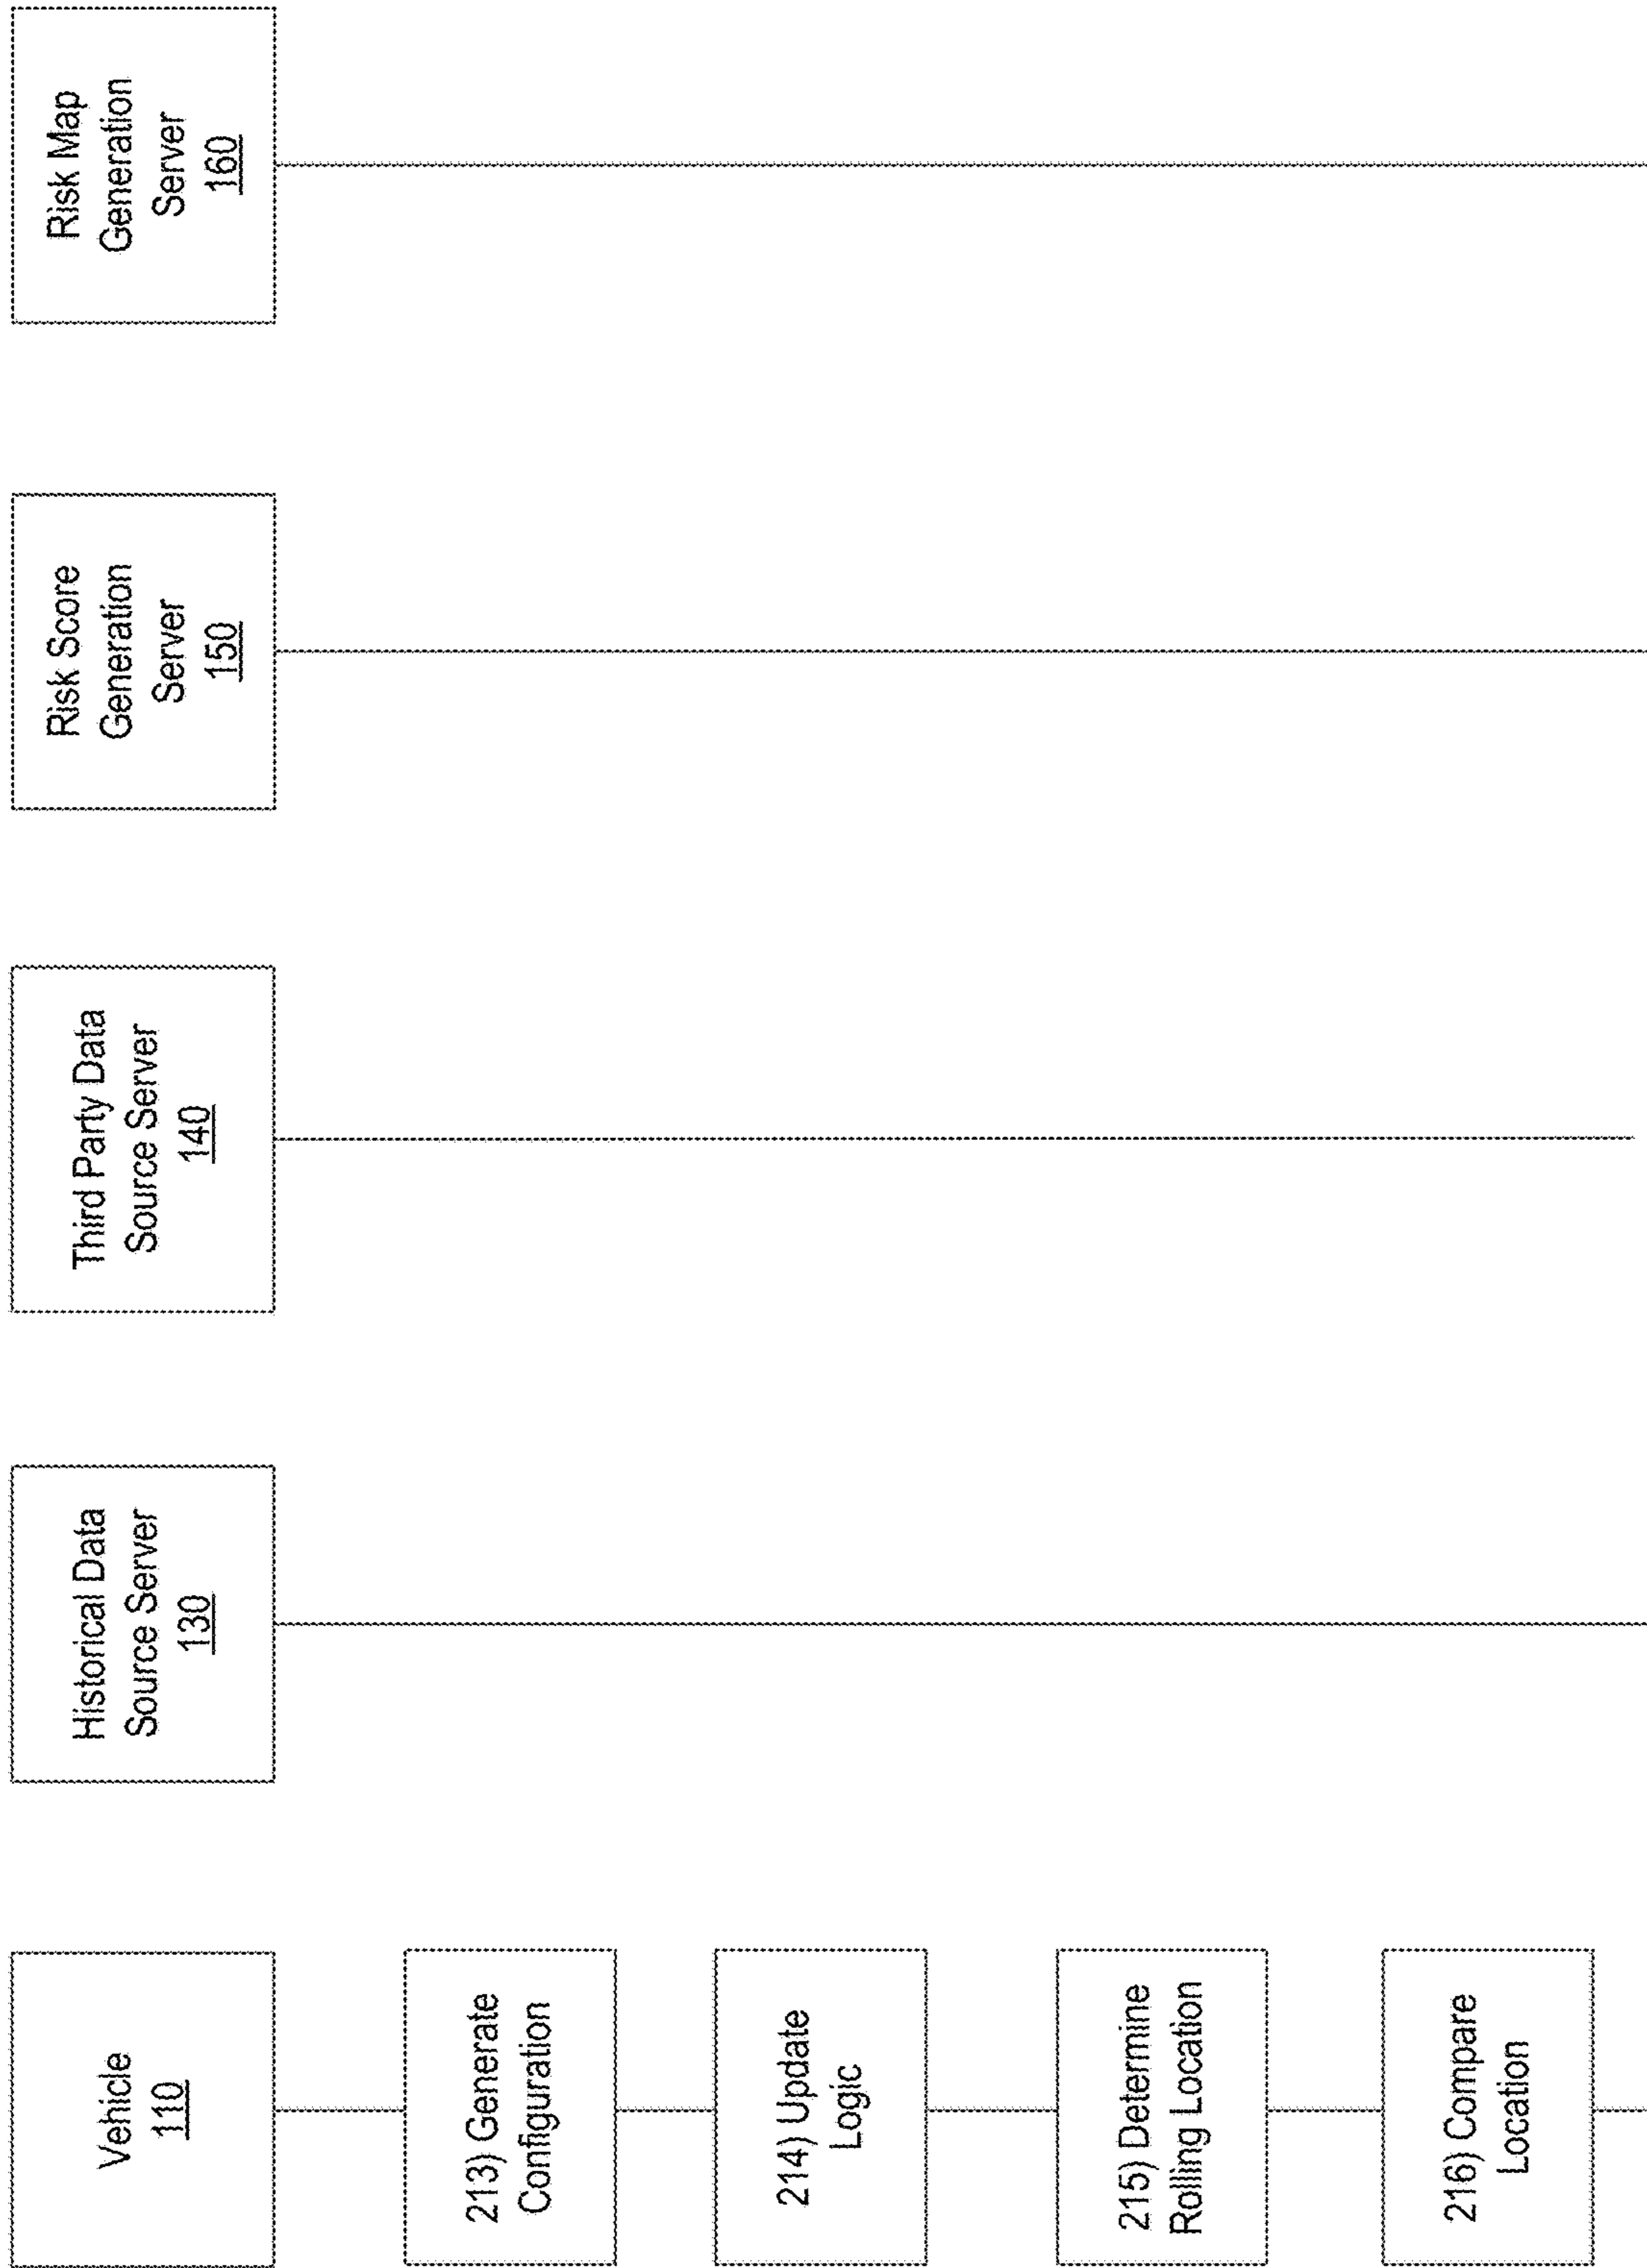 Vehicle
110
Historical Data
Source Server
130
Third Party Data
Source Server
140
Risk Score
Generation
Server
150
Risk Map
Generation
Server
160
213) Generate
Configuration
214) Update
Logic
215) Determine
Rolling Location
216) Compare
Location